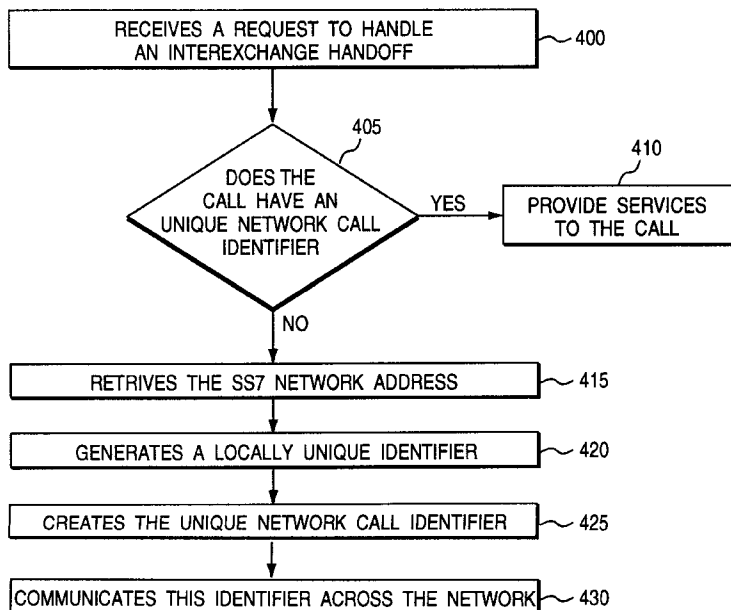 RECEIVES A REQUEST TO HANDLE
AN INTEREXCHANGE HANDOFF
400
405
DOES THE
CALL HAVE AN
UNIQUE NETWORK CALL
IDENTIFIER
YES
410
PROVIDE SERVICES
TO THE CALL
NO
RETRIVES THE SS7 NETWORK ADDRESS
415
GENERATES A LOCALLY UNIQUE IDENTIFIER
420
CREATES THE UNIQUE NETWORK CALL IDENTIFIER
425
COMMUNICATES THIS IDENTIFIER ACROSS THE NETWORK
430